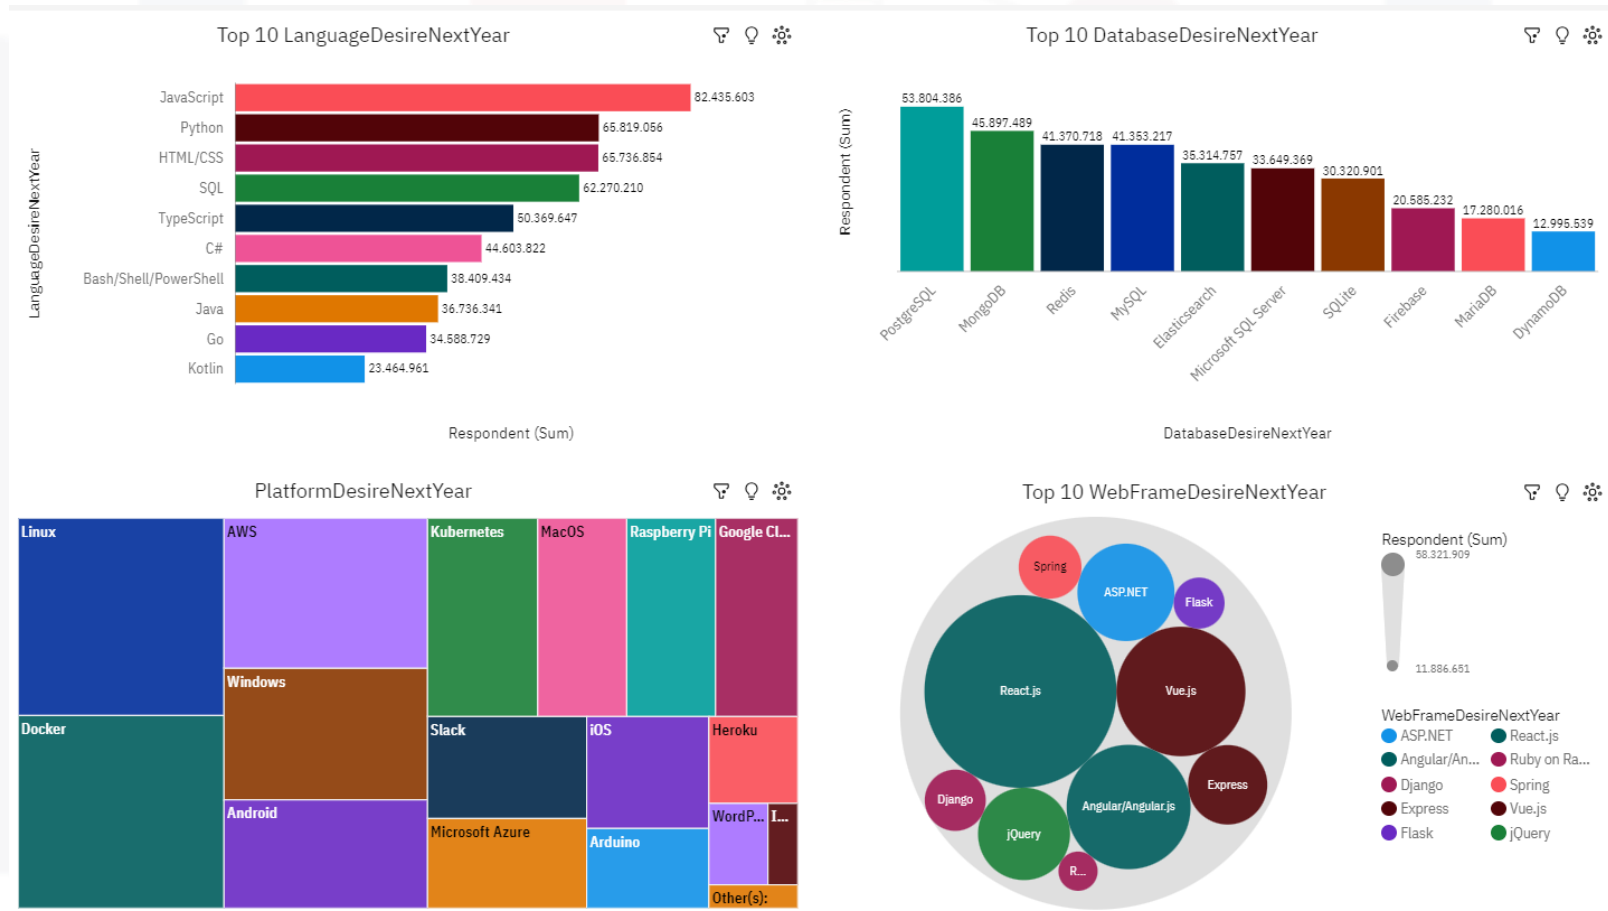 Top 10 LanguageDesireNextYear
LanguageDesireNextYear
JavaScript 82.435.603
Python 65.819.056
HTML/CSS 65.736.854
SQL 62.270.210
TypeScript 50.369.647
C# 44.603.822
Bash/Shell/PowerShell 38.409.434
Java 36.736.341
Go 34.588.729
Kotlin 23.464.961
Respondent (Sum)
Top 10 DatabaseDesireNextYear
Respondent (Sum)
53.804.386
45.897.489
41.370.718
41.353.217
35.314.757
33.649.369
30.320.901
20.585.232
17.280.016
12.995.539
PostgreSQL
MongoDB
Redis
MySQL
Elasticsearch
Microsoft SQL Server
SQLite
Firebase
MariaDB
DynamoDB
DatabaseDesireNextYear
PlatformDesireNextYear
Linux
AWS
Kubernetes
MacOS
Raspberry Pi
Google Cl...
Windows
Docker
Slack
iOS
Heroku
Android
WordP...
I...
Microsoft Azure
Arduino
Other(s):
Top 10 WebFrameDesireNextYear
Spring
ASP.NET
Flask
React.js
Vue.js
Express
Django
Angular/Angular.js
jQuery
R...
Respondent (Sum)
58.321.909
11.886.651
WebFrameDesireNextYear
ASP.NET React.js
Angular/An... Ruby on Ra...
Django Spring
Express Vue.js
Flask jQuery